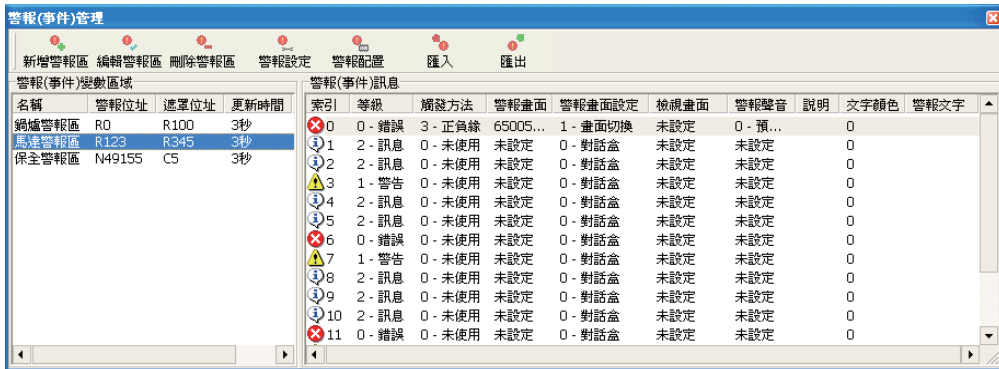 警報(事件)管理
新增警報區 編輯警報區 刪除警報區 警報設定 警報配置 匯入 匯出
警報(事件)變數區域
名稱 警報位址 遮罩位址 更新時間
鍋爐警報區 R0 R100 3秒
馬達警報區 R123 R345 3秒
保全警報區 N49155 C5 3秒
警報(事件)訊息
索引 等級 觸發方法 警報畫面 警報畫面設定 檢視畫面 警報聲音 說明 文字顏色 警報文字
0 0 - 錯誤 3 - 正負緣 65005... 1 - 畫面切換 未設定 0 - 預... 0
1 2 - 訊息 0 - 未使用 未設定 0 - 對話盒 未設定 未設定 0
2 2 - 訊息 0 - 未使用 未設定 0 - 對話盒 未設定 未設定 0
3 1 - 警告 0 - 未使用 未設定 0 - 對話盒 未設定 未設定 0
4 2 - 訊息 0 - 未使用 未設定 0 - 對話盒 未設定 未設定 0
5 2 - 訊息 0 - 未使用 未設定 0 - 對話盒 未設定 未設定 0
6 0 - 錯誤 0 - 未使用 未設定 0 - 對話盒 未設定 未設定 0
7 1 - 警告 0 - 未使用 未設定 0 - 對話盒 未設定 未設定 0
8 2 - 訊息 0 - 未使用 未設定 0 - 對話盒 未設定 未設定 0
9 2 - 訊息 0 - 未使用 未設定 0 - 對話盒 未設定 未設定 0
10 2 - 訊息 0 - 未使用 未設定 0 - 對話盒 未設定 未設定 0
11 0 - 錯誤 0 - 未使用 未設定 0 - 對話盒 未設定 未設定 0